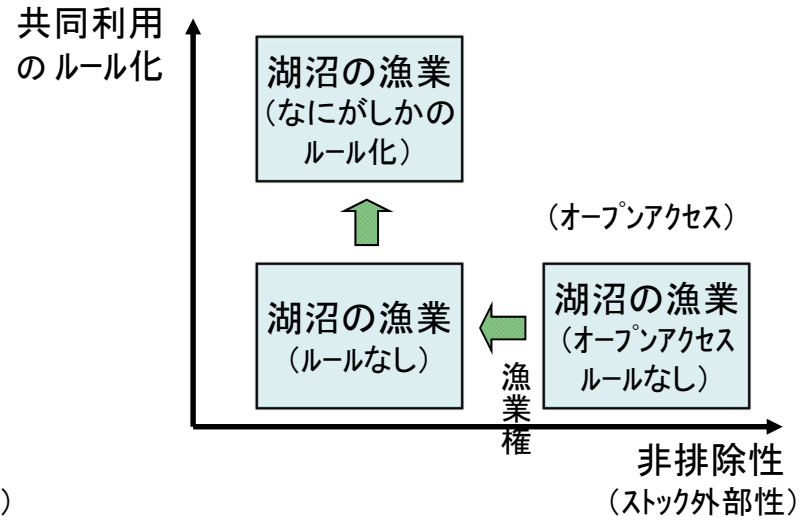 共同利用
の ルール化
湖沼の漁業
(なにがしかの
ルール化)
(オープンアクセス)
湖沼の漁業
(ルールなし)
漁業権
湖沼の漁業
(オープンアクセス
ルールなし)
非排除性
(ストック外部性)
)